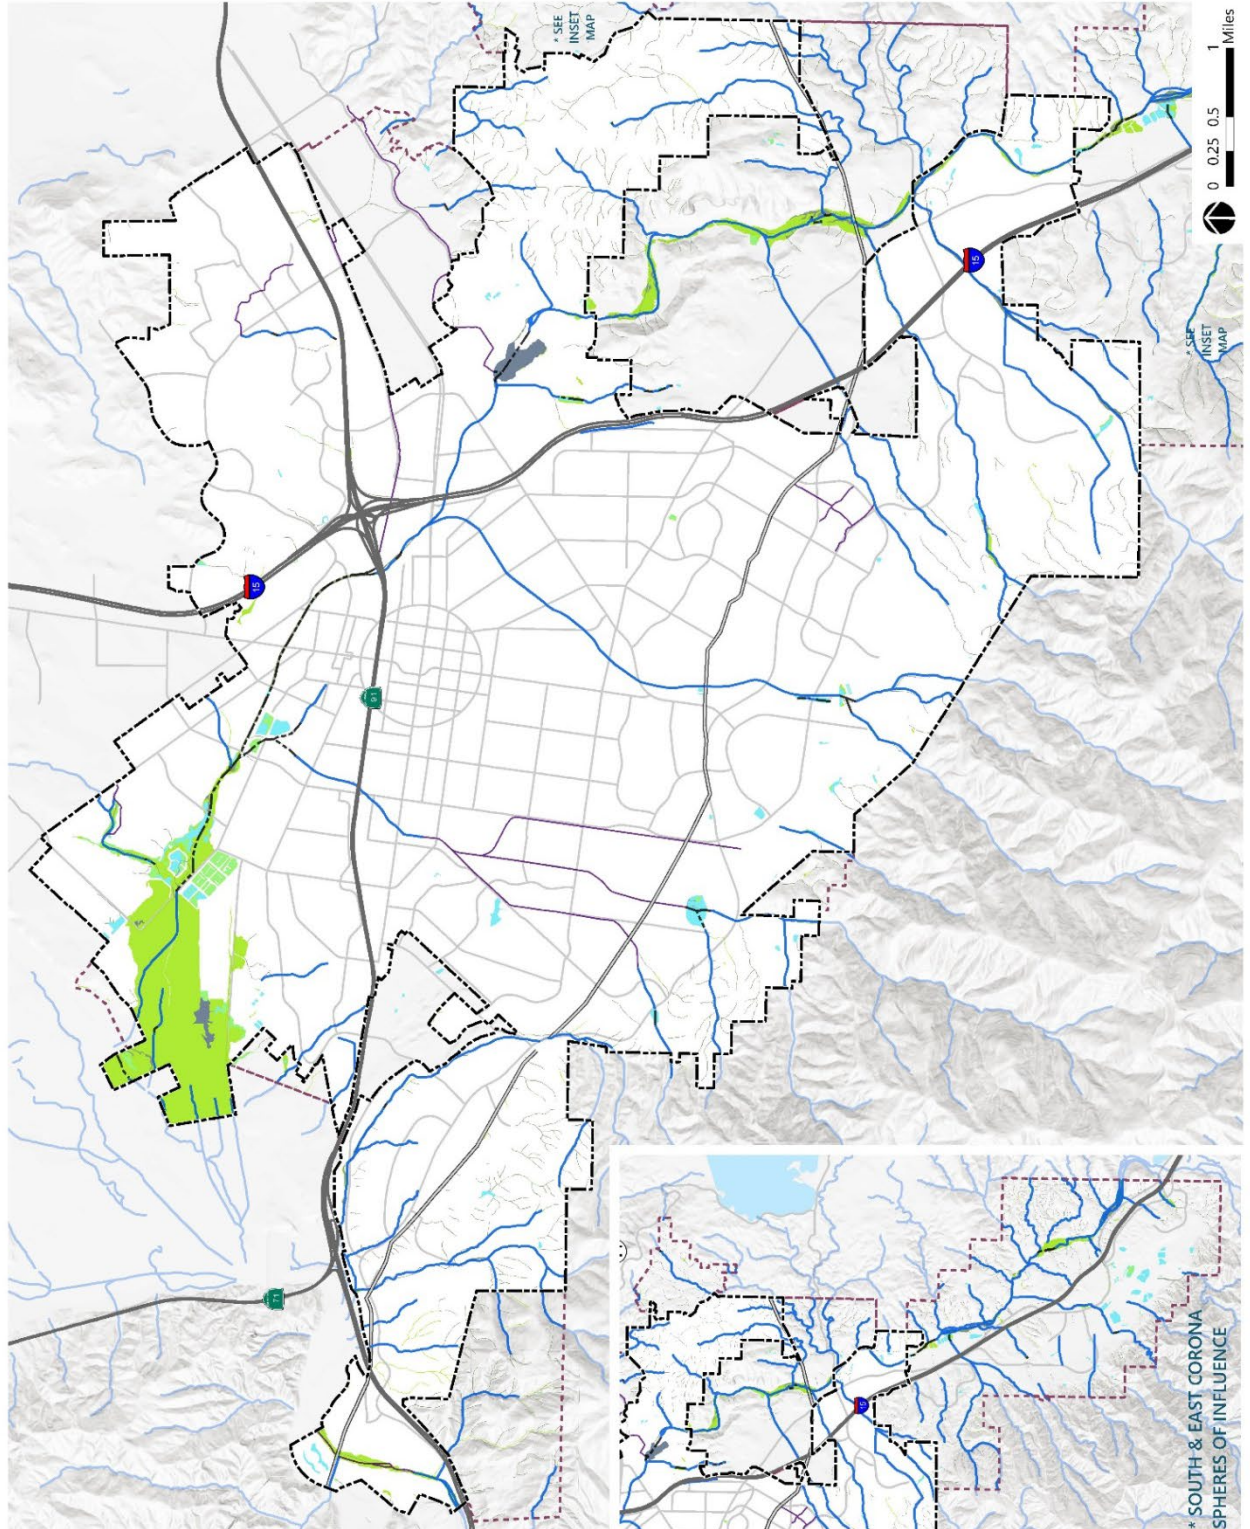 * SEE
INSET
MAP
15
91
71
15
* SEE
INSET
MAP
0 0.25 0.5 1
Miles
15
* SOUTH & EAST CORONA
SPHERES OF INFLUENCE